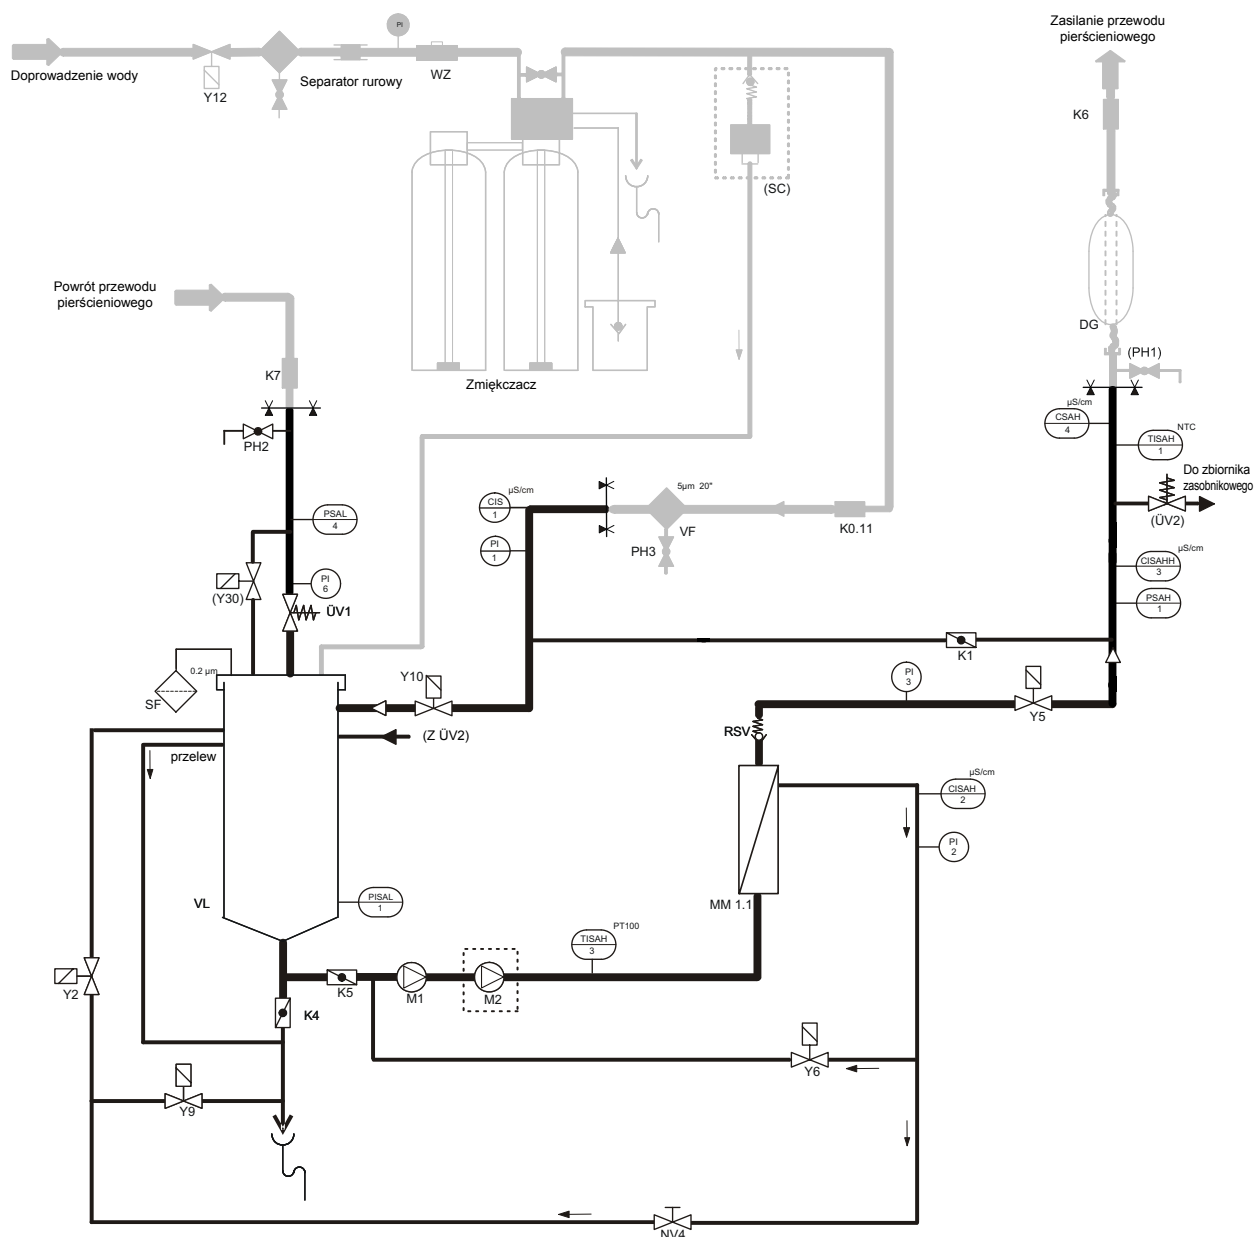 Zasilanie przewodu
pierścieniowego
PI
Doprowadzenie wody
Separator rurowy
WZ
Y12
K6
(SC)
Powrót przewodu
pierścieniowego
DG
(PH1)
K7
Zmiękczacz
µS/cm
CSAH
4
NTC
TISAH
1
PH2
Do zbiornika
zasobnikowego
5µm 20"
µS/cm
CIS
1
PSAL
4
(ÜV2)
VF
K0.11
PI
1
PH3
µS/cm
CISAHH
3
PI
6
(Y30)
ÜV1
PSAH
1
K1
0.2 µm
Y10
PI
3
SF
Y5
(Z ÜV2)
RSV
przelew
µS/cm
CISAH
2
PI
2
VL
PISAL
1
MM 1.1
PT100
TISAH
3
Y2
K5
M1
M2
K4
Y6
Y9
NV4